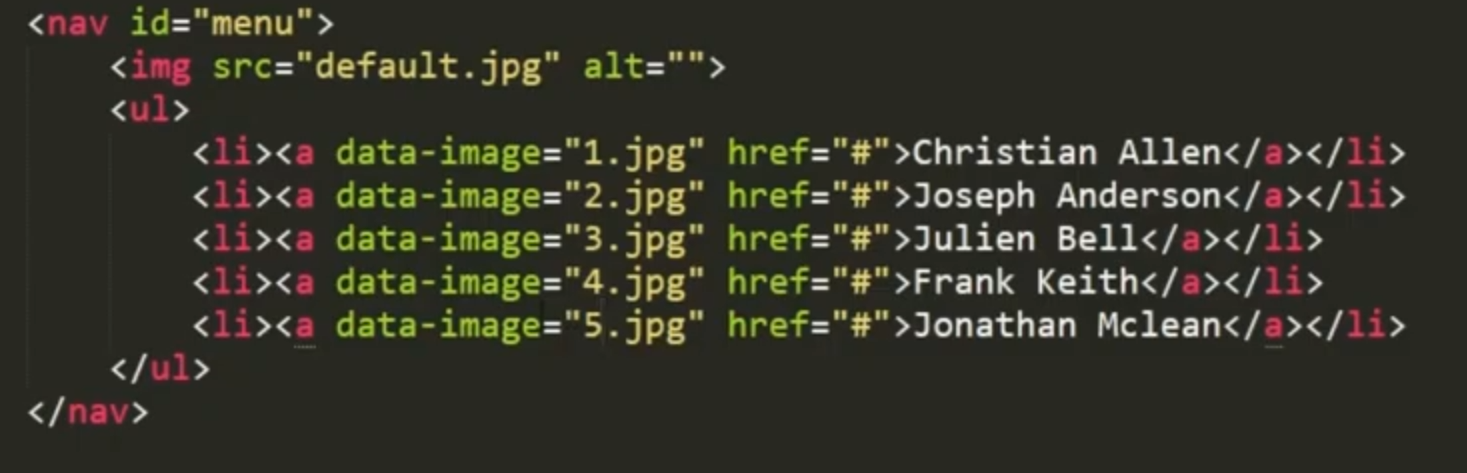 <nav id="menu">
<img src="default.jpg" alt="">
<ul>
<li><a data-image="1.jpg" href="#">Christian Allen</a></li>
<li><a data-image="2.jpg" href="#">Joseph Anderson</a></li>
<li><a data-image="3.jpg" href="#">Julien Bell</a></li>
<li><a data-image="4.jpg" href="#">Frank Keith</a></li>
<li><a data-image="5.jpg" href="#">Jonathan Mclean</a></li>
</ul>
</nav>